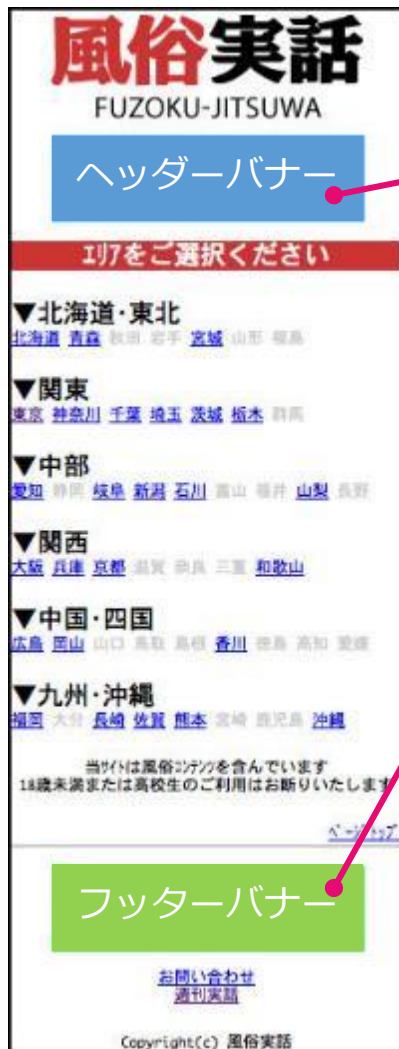 風俗実話
FUZOKU-JITSUWA
ヘッダーバナー
エリアをご選択ください
▼北海道・東北
北海道 青森 秋田 岩手 宮城 山形 福島
▼関東
東京 神奈川 千葉 埼玉 茨城 栃木 群馬
▼中部
愛知 静岡 岐阜 新潟 石川 富山 福井 山梨 長野
▼関西
大阪 兵庫 京都 滋賀 奈良 三重 和歌山
▼中国・四国
広島 岡山 山口 鳥取 島根 香川 徳島 高知 愛媛
▼九州・沖縄
福岡 大分 長崎 佐賀 熊本 宮崎 鹿児島 沖縄
当サイトは風俗コンテンツを含んでいます
18歳未満または高校生のご利用はお断りいたします
ページトップ
フッターバナー
お問い合わせ
週刊実話
Copyright(c) 風俗実話